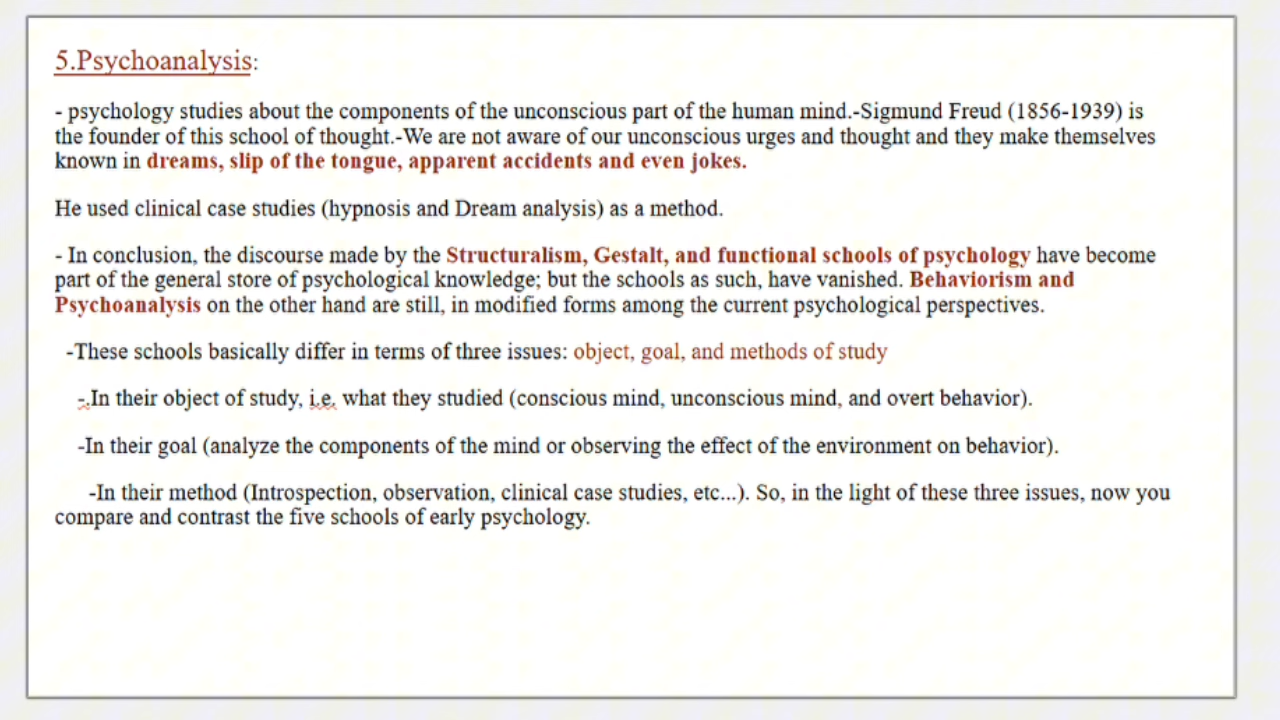 5.Psychoanalysis:
- psychology studies about the components of the unconscious part of the human mind.-Sigmund Freud (1856-1939) is
the founder of this school of thought.-We are not aware of our unconscious urges and thought and they make themselves
known in dreams, slip of the tongue, apparent accidents and even jokes.
He used clinical case studies (hypnosis and Dream analysis) as a method.
- In conclusion, the discourse made by the Structuralism, Gestalt, and functional schools of psychology have become
part of the general store of psychological knowledge; but the schools as such, have vanished. Behaviorism and
Psychoanalysis on the other hand are still, in modified forms among the current psychological perspectives.
-These schools basically differ in terms of three issues: object, goal, and methods of study
-.In their object of study, i.e. what they studied (conscious mind, unconscious mind, and overt behavior).
-In their goal (analyze the components of the mind or observing the effect of the environment on behavior).
-In their method (Introspection, observation, clinical case studies, etc...). So, in the light of these three issues, now you
compare and contrast the five schools of early psychology.